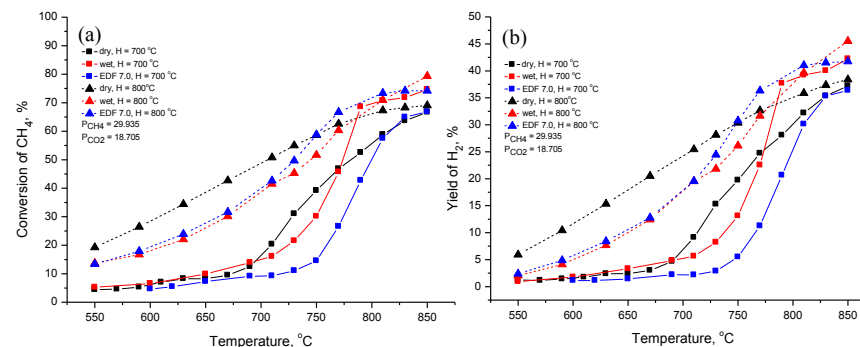 (a)
dry, H = 700 °C
wet, H = 700 °C
EDF 7.0, H = 700 °C
dry, H = 800 °C
wet, H = 800 °C
EDF 7.0, H = 800 °C
P_CH4 = 29.935
P_CO2 = 18.705
Conversion of CH₄, %
100
90
80
70
60
50
40
30
20
10
0
550
600
650
700
750
800
850
Temperature, °C
(b)
dry, H = 700 °C
wet, H = 700 °C
EDF 7.0, H = 700 °C
dry, H = 800°C
wet, H = 800 °C
EDF 7.0, H = 800 °C
P_CH4 = 29.935
P_CO2 = 18.705
Yield of H₂, %
50
45
40
35
30
25
20
15
10
5
0
550
600
650
700
750
800
850
Temperature, °C